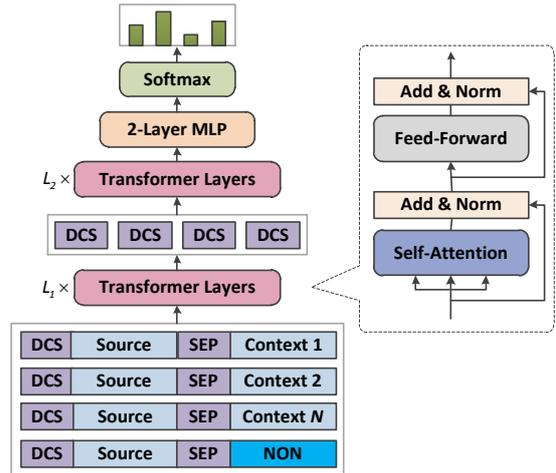 Softmax
2-Layer MLP
L2 × Transformer Layers
DCS DCS DCS DCS
L1 × Transformer Layers
DCS Source SEP Context 1
DCS Source SEP Context 2
DCS Source SEP Context N
DCS Source SEP NON
Add & Norm
Feed-Forward
Add & Norm
Self-Attention